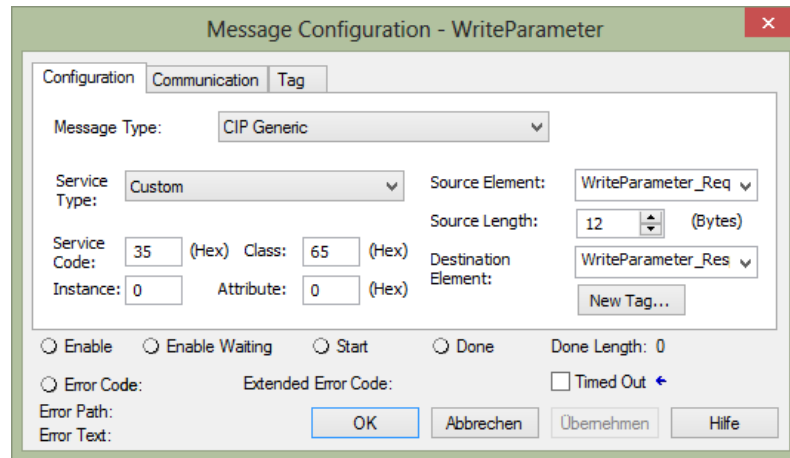 Message Configuration - WriteParameter
Configuration Communication Tag
Message Type: CIP Generic
Service Type: Custom
Source Element: WriteParameter_Req
Source Length: 12 (Bytes)
Service Code: 35 (Hex) Class: 65 (Hex)
Destination Element: WriteParameter_Res
Instance: 0 Attribute: 0 (Hex)
New Tag...
Enable Enable Waiting Start Done Done Length: 0
Error Code: Extended Error Code: Timed Out
Error Path:
Error Text:
OK Abbrechen Übernehmen Hilfe